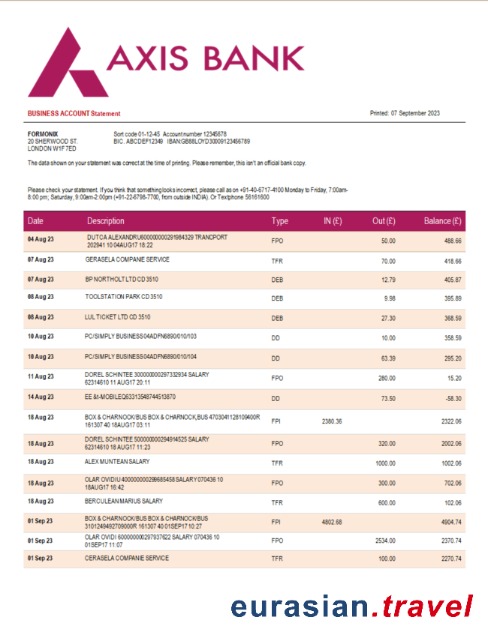 AXIS BANK
BUSINESS ACCOUNT Statement
Printed: 07 September 2023
FORMONIX
20 SHERWOOD ST.
LONDON W1F7ED
Sort code 01-12-45 Account number 12345678
BIC: ABCDEF12349 IBAN:GB88LOYD30009123456789
The data shown on your statement was correct at the time of printing. Please remember, this isn't an official bank copy.
Please check your statement. If you think that something looks incorrect, please call as on +91-40-6717-4100 Monday to Friday, 7:00am-
8:00 pm; Saturday, 9:00am-2:00pm (+91-22-6798-7700, from outside INDIA). Or Textphone 56161600
Date Description Type IN (£) Out (£) Balance (£)
04 Aug 23 DUTCA ALEXANDRU60000000291984329 TRANCPORT FPO 50.00 488.66
202941 10 04AUG17 18:22
07 Aug 23 GERASELA COMPANIE SERVICE TFR 70.00 418.66
07 Aug 23 BP NORTHOLT LTD CD 3510 DEB 12.79 405.87
08 Aug 23 TOOLSTATION PARK CD 3510 DEB 9.98 395.89
08 Aug 23 LUL TICKET LTD CD 3510 DEB 27.30 368.59
10 Aug 23 PC/SIMPLY BUSINESS04ADFN6890/010/103 DD 10.00 358.59
10 Aug 23 PC/SIMPLY BUSINESS04ADFN6890/010/104 DD 63.39 295.20
11 Aug 23 DOREL SCHINTEE 300000000297332934 SALARY FPO 280.00 15.20
62314610 11 AUG17 20:11
14 Aug 23 EE &t-MOBILEQ63313548744513870 DD 73.50 -58.30
18 Aug 23 BOX & CHARNOOK/BUS BOX & CHARNOCK,BUS 4703041128109400R FPI 2380.36 2322.06
161307 40 18AUG17 03:11
18 Aug 23 DOREL SCHINTEE 500000000294914525 SALARY FPO 320.00 2002.06
62314610 18 AUG17 11:23
18 Aug 23 ALEX MUNTEAN SALARY TFR 1000.00 1002.06
18 Aug 23 OLAR OVIDIU 400000000299685458 SALARY 070436 10 FPO 300.00 702.06
18AUG17 16:42
18 Aug 23 BERCULEAN MARIUS SALARY TFR 600.00 102.06
01 Sep 23 BOX & CHARNOCK/BUS BOX & CHARNOCK/BUS FPI 4802.68 4904.74
3101249492709000R 161307 40 01SEP17 10:27
01 Sep 23 OLAR OVIDI 600000000297937622 SALARY 070436 10 FPO 2534.00 2370.74
01SEP17 11:07
01 Sep 23 CERASELA COMPANIE SERVICE TFR 100.00 2270.74
eurasian.travel